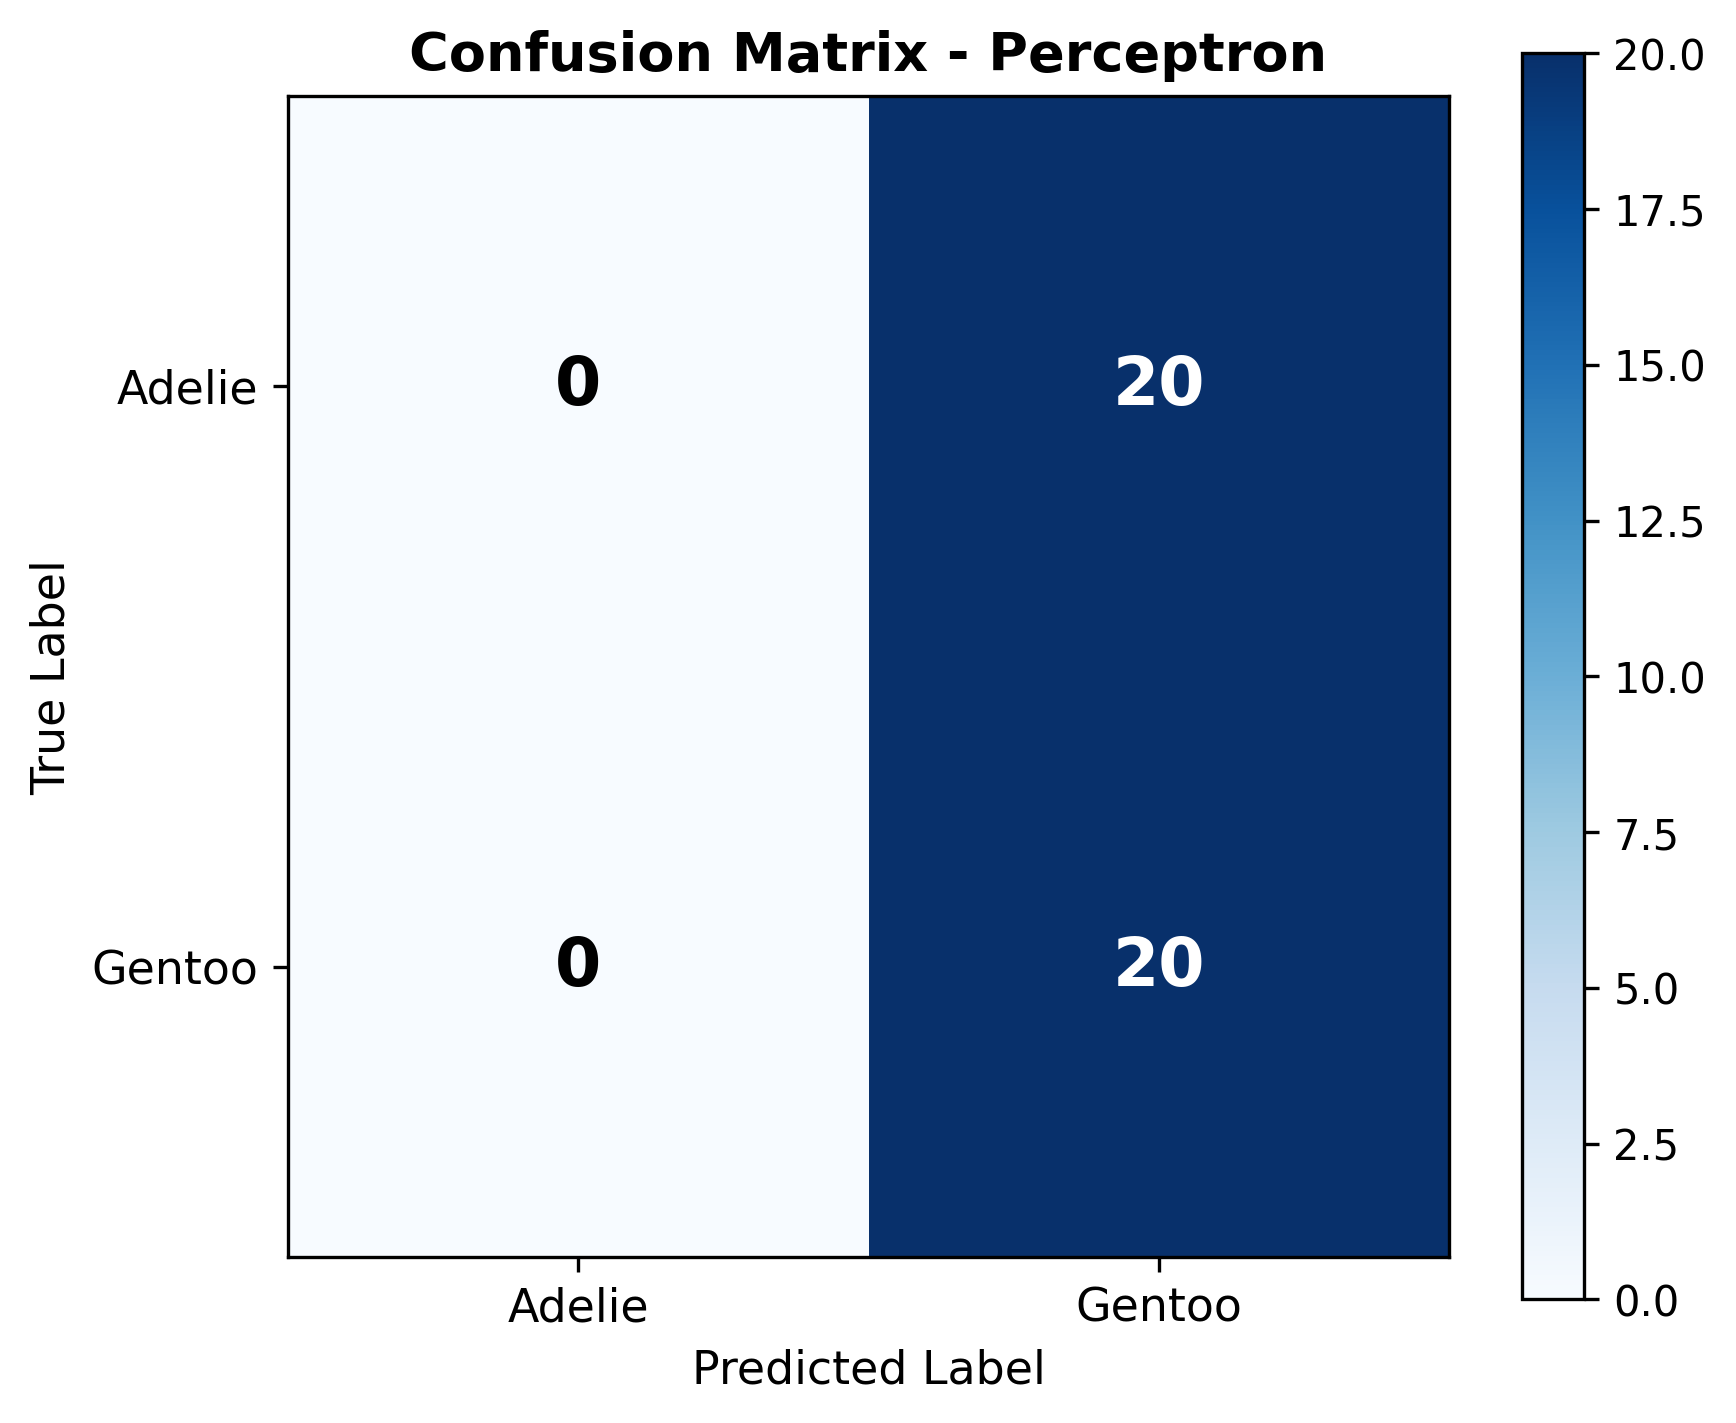 Confusion Matrix - Perceptron
True Label
Adelie
Gentoo
0
20
0
20
Adelie
Gentoo
Predicted Label
20.0
17.5
15.0
12.5
10.0
7.5
5.0
2.5
0.0